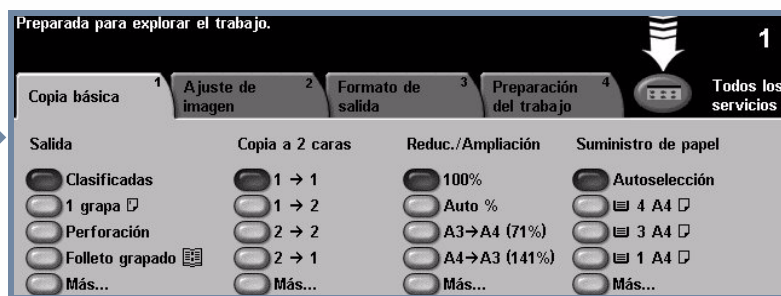 Preparada para explorar el trabajo.
1
Copia básica 1
Ajuste de imagen 2
Formato de salida 3
Preparación del trabajo 4
Todos los servicios
Salida
Clasificadas
1 grapa
Perforación
Folleto grapado
Más...
Copia a 2 caras
1 → 1
1 → 2
2 → 2
2 → 1
Más...
Reduc./Ampliación
100%
Auto %
A3→A4 (71%)
A4→A3 (141%)
Más...
Suministro de papel
Autoselección
4 A4
3 A4
1 A4
Más...